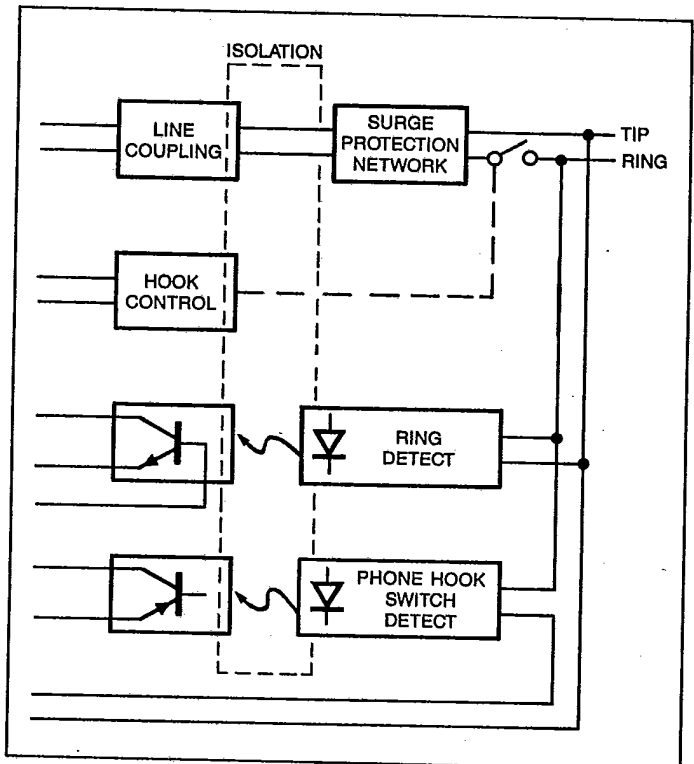 ISOLATION
LINE
COUPLING
SURGE
PROTECTION
NETWORK
TIP
RING
HOOK
CONTROL
RING
DETECT
PHONE HOOK
SWITCH
DETECT